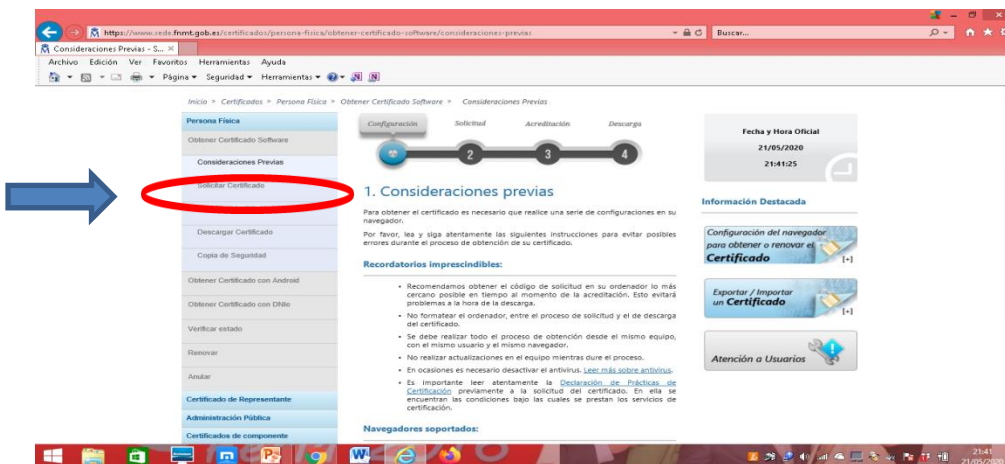 https://www.sede.fnmt.gob.es/certificados/persona-fisica/obtener-certificado-software/consideraciones-previas
Buscar...
Consideraciones Previas - S...
Archivo Edición Ver Favoritos Herramientas Ayuda
Página Seguridad Herramientas
Inicio Certificados Persona Física Obtener Certificado Software Consideraciones Previas
Persona Física
Obtener Certificado Software
Consideraciones Previas
Solicitar Certificado
Descargar Certificado
Copia de Seguridad
Obtener Certificado con Android
Obtener Certificado con DNIe
Verificar estado
Renovar
Anular
Certificado de Representante
Administración Pública
Certificados de componente
Configuración Solicitud Acreditación Descarga
2 3 4
1. Consideraciones previas
Para obtener el certificado es necesario que realice una serie de configuraciones en su
navegador.
Por favor, lea y siga atentamente las siguientes instrucciones para evitar posibles
errores durante el proceso de obtención de su certificado.
Recordatorios imprescindibles:
• Recomendamos obtener el código de solicitud en su ordenador lo más
cercano posible en tiempo al momento de la acreditación. Esto evitará
problemas a la hora de la descarga.
• No formatear el ordenador, entre el proceso de solicitud y el de descarga
del certificado.
• Se debe realizar todo el proceso de obtención desde el mismo equipo,
con el mismo usuario y el mismo navegador.
• No realizar actualizaciones en el equipo mientras dure el proceso.
• En ocasiones es necesario desactivar el antivirus. Leer más sobre antivirus.
• Es importante leer atentamente la Declaración de Prácticas de
Certificación previamente a la solicitud del certificado. En ella se
encuentran las condiciones bajo las cuales se prestan los servicios de
certificación.
Navegadores soportados:
Fecha y Hora Oficial
21/05/2020
21:41:25
Información Destacada
Configuración del navegador
para obtener o renovar el
Certificado
[+]
Exportar / Importar
un Certificado
[+]
Atención a Usuarios
21:41
21/05/2020